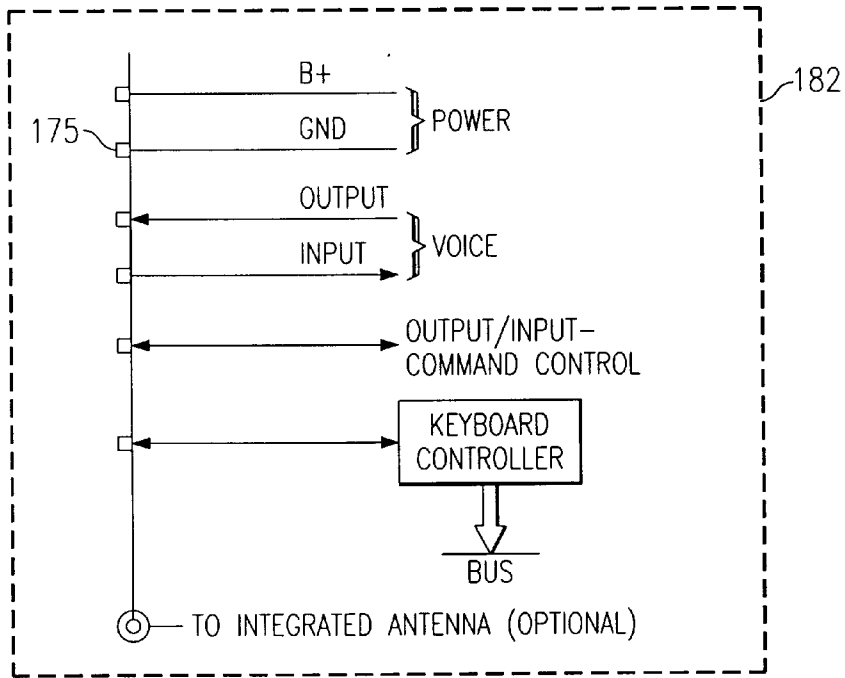 B+
182
POWER
175
GND
OUTPUT
VOICE
INPUT
OUTPUT/INPUT-
COMMAND CONTROL
KEYBOARD
CONTROLLER
BUS
TO INTEGRATED ANTENNA (OPTIONAL)